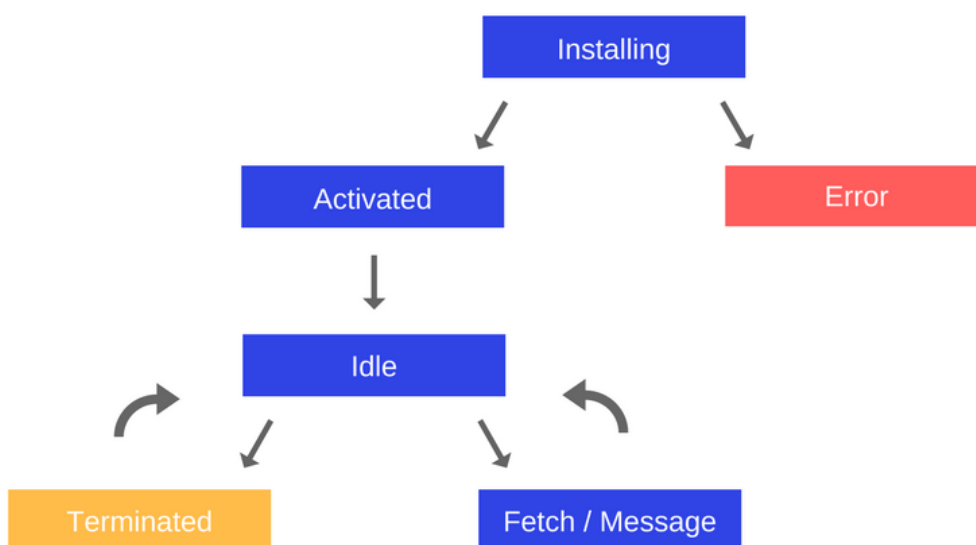 Installing
Activated
Error
Idle
Terminated
Fetch / Message